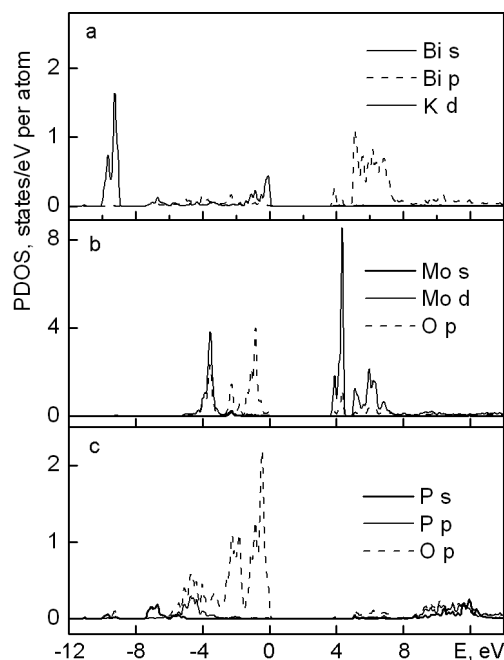 a
Bi s
Bi p
K d
2
1
0
PDOS, states/eV per atom
b
Mo s
Mo d
O p
8
4
0
c
P s
P p
O p
2
1
0
-12 -8 -4 0 4 8 E, eV